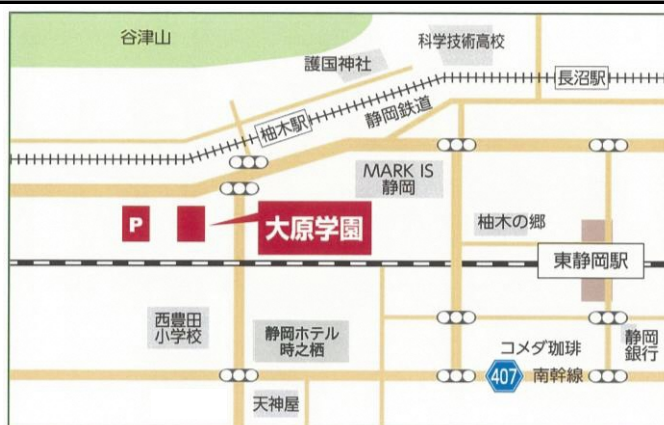 谷津山
科学技術高校
護国神社
長沼駅
柚木駅
静岡鉄道
MARK IS
静岡
P
大原学園
柚木の郷
東静岡駅
西豊田
小学校
静岡ホテル
時之栖
コメダ珈琲
静岡
銀行
407
南幹線
天神屋